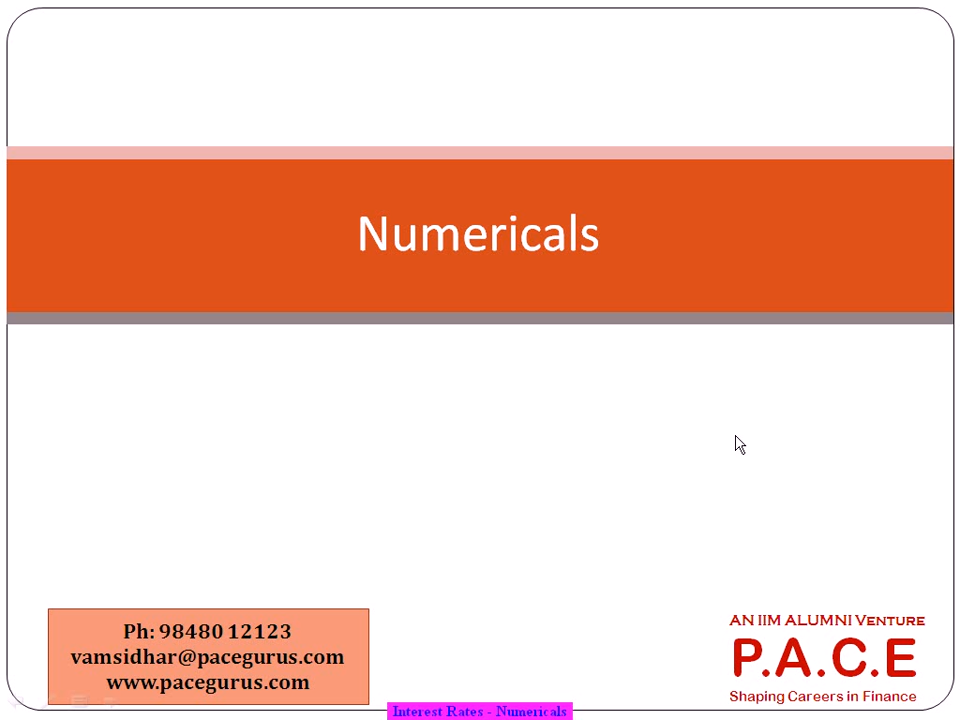 Numericals
Ph: 98480 12123
vamsidhar@pacegurus.com
www.pacegurus.com
AN IIM ALUMNI VENTURE
P.A.C.E
Shaping Careers in Finance
Interest Rates - Numericals